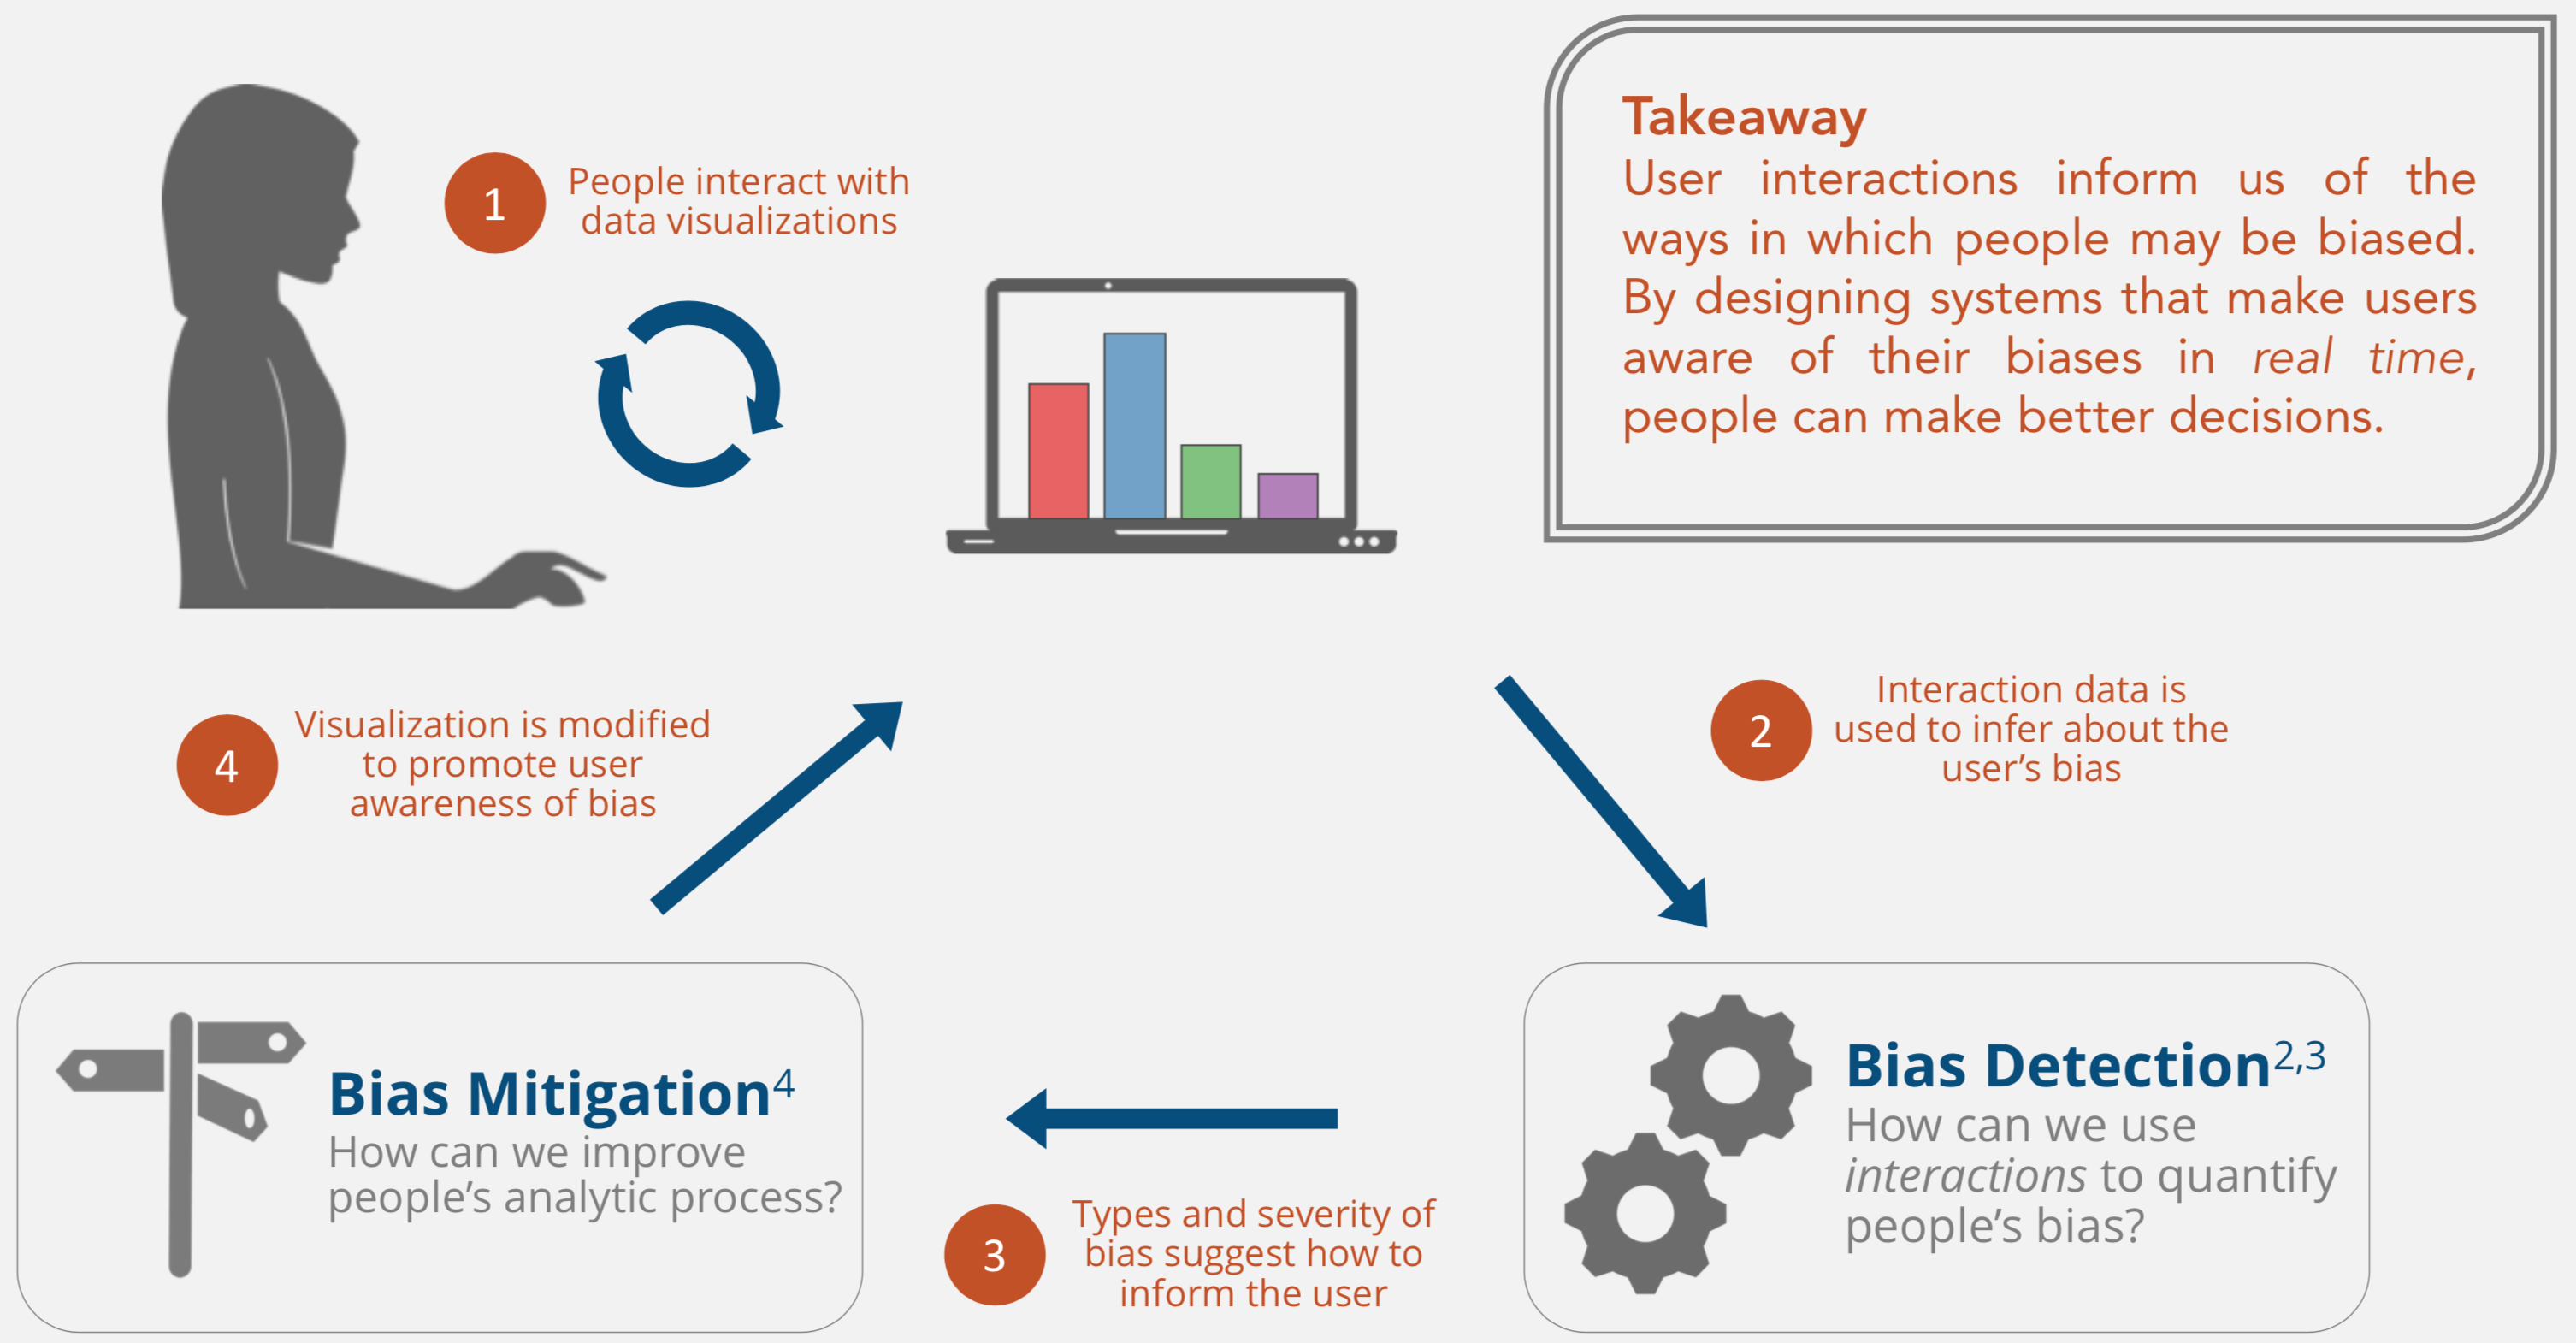 1
People interact with
data visualizations
Takeaway
User interactions inform us of the
ways in which people may be biased.
By designing systems that make users
aware of their biases in real time,
people can make better decisions.
2
Interaction data is
used to infer about the
user’s bias
4
Visualization is modified
to promote user
awareness of bias
Bias Mitigation4
How can we improve
people’s analytic process?
3
Types and severity of
bias suggest how to
inform the user
Bias Detection2,3
How can we use
interactions to quantify
people’s bias?